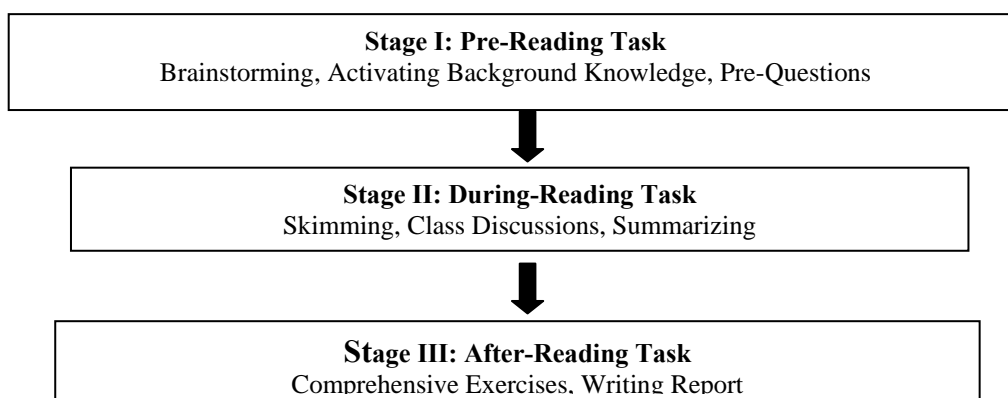 Stage I: Pre-Reading Task
Brainstorming, Activating Background Knowledge, Pre-Questions
Stage II: During-Reading Task
Skimming, Class Discussions, Summarizing
Stage III: After-Reading Task
Comprehensive Exercises, Writing Report